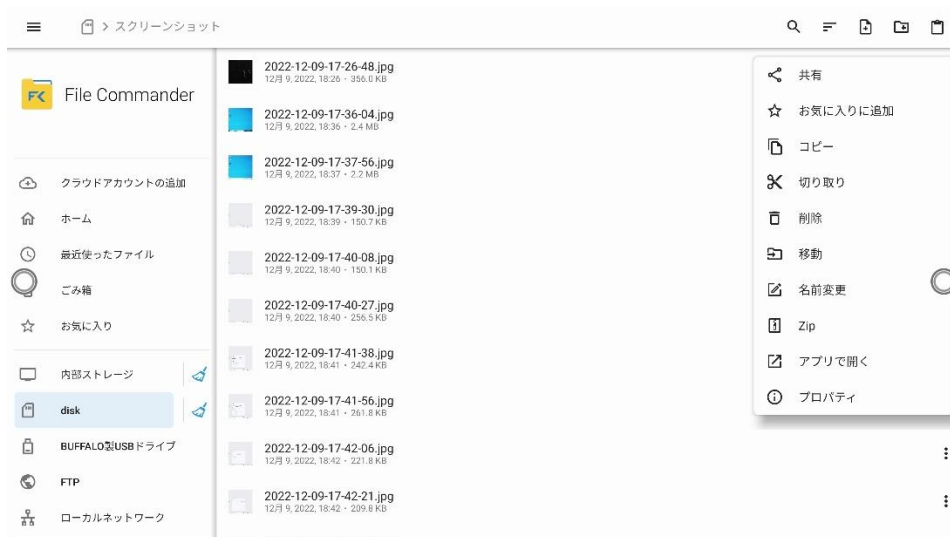 > スクリーンショット
FK File Commander
クラウドアカウントの追加
ホーム
最近使ったファイル
ごみ箱
お気に入り
内部ストレージ
disk
BUFFALO製USBドライブ
FTP
ローカルネットワーク
2022-12-09-17-26-48.jpg
12月 9, 2022, 18:26・356.0 KB
2022-12-09-17-36-04.jpg
12月 9, 2022, 18:36・2.4 MB
2022-12-09-17-37-56.jpg
12月 9, 2022, 18:37・2.2 MB
2022-12-09-17-39-30.jpg
12月 9, 2022, 18:39・150.7 KB
2022-12-09-17-40-08.jpg
12月 9, 2022, 18:40・150.1 KB
2022-12-09-17-40-27.jpg
12月 9, 2022, 18:40・256.5 KB
2022-12-09-17-41-38.jpg
12月 9, 2022, 18:41・242.4 KB
2022-12-09-17-41-56.jpg
12月 9, 2022, 18:41・261.8 KB
2022-12-09-17-42-06.jpg
12月 9, 2022, 18:42・221.8 KB
2022-12-09-17-42-21.jpg
12月 9, 2022, 18:42・209.8 KB
共有
お気に入りに追加
コピー
切り取り
削除
移動
名前変更
Zip
アプリで開く
プロパティ